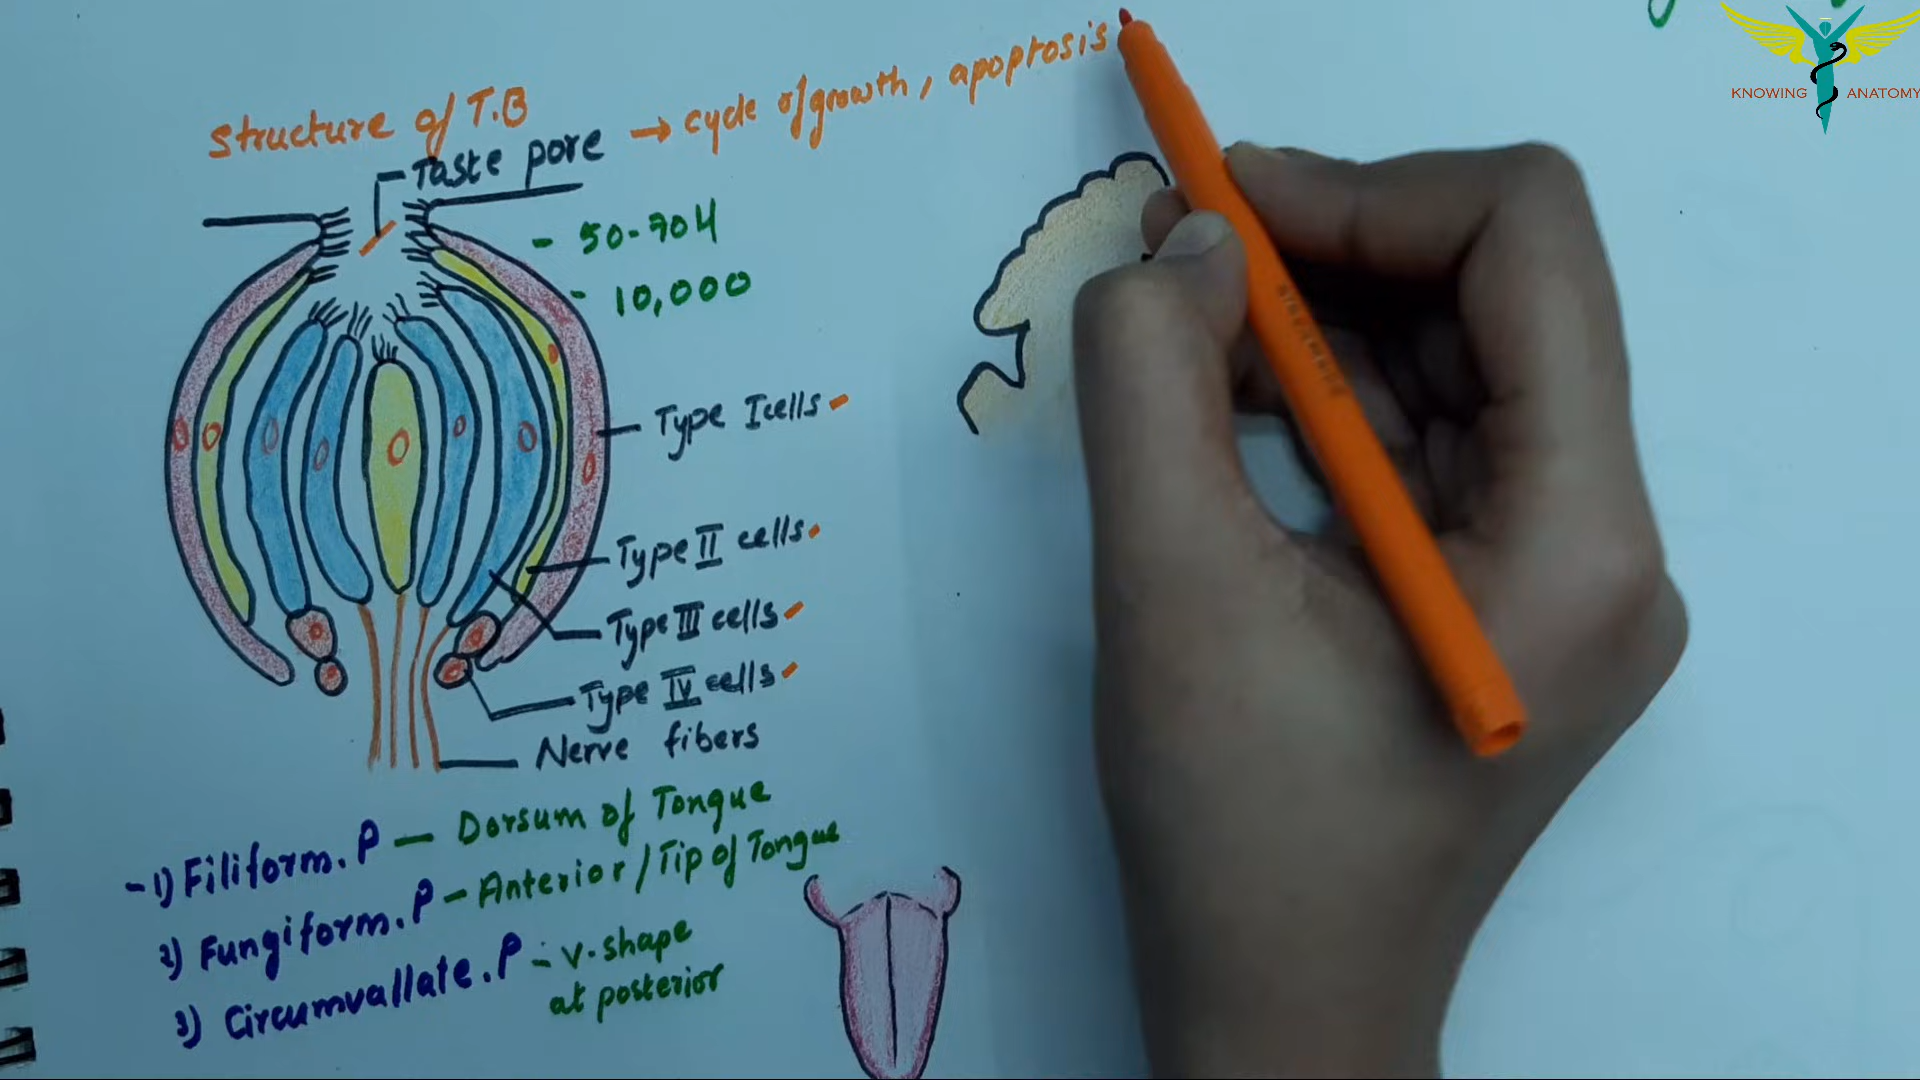 Structure of T.B
→ cycle of growth, apoptosis
Taste pore
- 50-70µ
- 10,000
Type I cells
Type II cells
Type III cells
Type IV cells
Nerve fibers
-1) Filiform. P — Dorsum of Tongue
2) Fungiform. P - Anterior / Tip of Tongue
3) Circumvallate. P - V-shape
at posterior
KNOWING ANATOMY